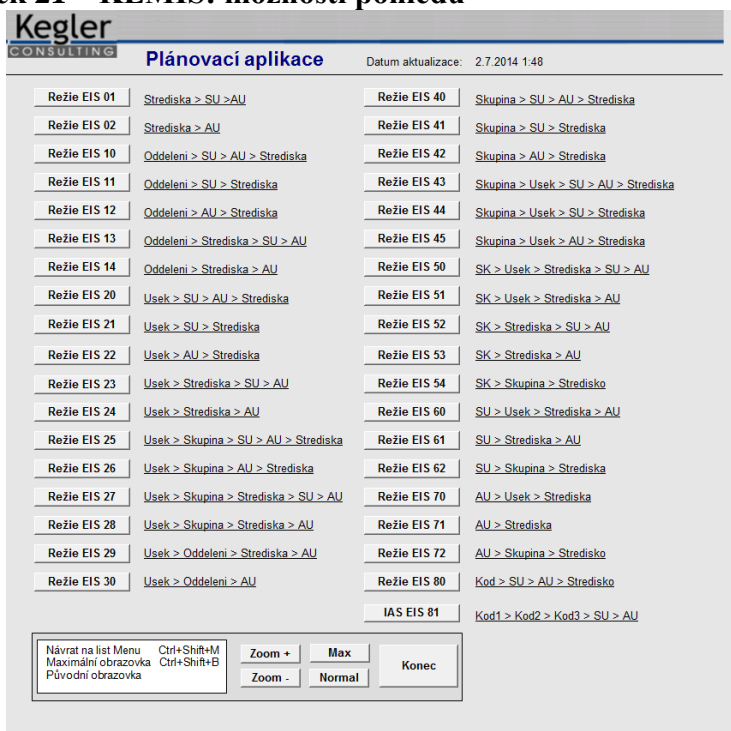 KEMIS: možnosti pohledu
Kegler
CONSULTING
Plánovací aplikace Datum aktualizace: 2.7.2014 1:48
Režie EIS 01 Strediska > SU >AU Režie EIS 40 Skupina > SU > AU > Strediska
Režie EIS 02 Strediska > AU Režie EIS 41 Skupina > SU > Strediska
Režie EIS 10 Oddeleni > SU > AU > Strediska Režie EIS 42 Skupina > AU > Strediska
Režie EIS 11 Oddeleni > SU > Strediska Režie EIS 43 Skupina > Usek > SU > AU > Strediska
Režie EIS 12 Oddeleni > AU > Strediska Režie EIS 44 Skupina > Usek > SU > Strediska
Režie EIS 13 Oddeleni > Strediska > SU > AU Režie EIS 45 Skupina > Usek > AU > Strediska
Režie EIS 14 Oddeleni > Strediska > AU Režie EIS 50 SK > Usek > Strediska > SU > AU
Režie EIS 20 Usek > SU > AU > Strediska Režie EIS 51 SK > Usek > Strediska > AU
Režie EIS 21 Usek > SU > Strediska Režie EIS 52 SK > Strediska > SU > AU
Režie EIS 22 Usek > AU > Strediska Režie EIS 53 SK > Strediska > AU
Režie EIS 23 Usek > Strediska > SU > AU Režie EIS 54 SK > Skupina > Stredisko
Režie EIS 24 Usek > Strediska > AU Režie EIS 60 SU > Usek > Strediska > AU
Režie EIS 25 Usek > Skupina > SU > AU > Strediska Režie EIS 61 SU > Strediska > AU
Režie EIS 26 Usek > Skupina > AU > Strediska Režie EIS 62 SU > Skupina > Strediska
Režie EIS 27 Usek > Skupina > Strediska > SU > AU Režie EIS 70 AU > Usek > Strediska
Režie EIS 28 Usek > Skupina > Strediska > AU Režie EIS 71 AU > Strediska
Režie EIS 29 Usek > Oddeleni > Strediska > AU Režie EIS 72 AU > Skupina > Stredisko
Režie EIS 30 Usek > Oddeleni > AU Režie EIS 80 Kod > SU > AU > Stredisko
IAS EIS 81 Kod1 > Kod2 > Kod3 > SU > AU
Návrat na list Menu Ctrl+Shift+M
Maximální obrazovka Ctrl+Shift+B
Původní obrazovka
Zoom + Max
Konec
Zoom - Normal